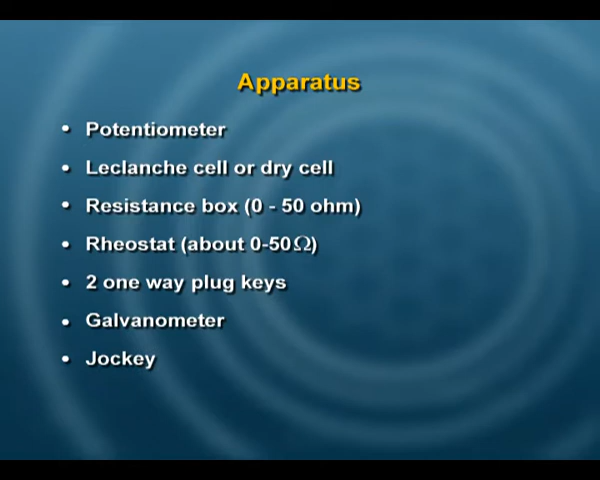 Apparatus
• Potentiometer
• Leclanche cell or dry cell
• Resistance box (0 - 50 ohm)
• Rheostat (about 0-50Ω)
• 2 one way plug keys
• Galvanometer
• Jockey